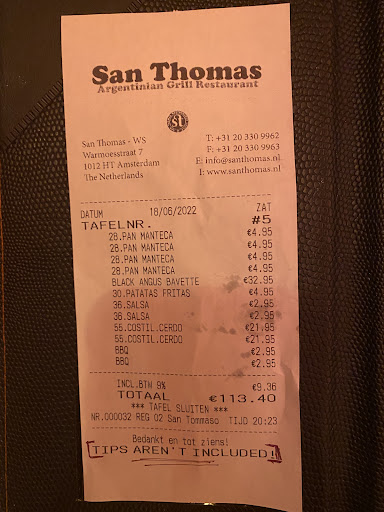 San Thomas
Argentinian Grill Restaurant
San Thomas - WS
Warmoesstraat 7
1012 HT Amsterdam
The Netherlands
T: +31 20 330 9962
F: +31 20 330 9963
E: info@santhomas.nl
I: www.santhomas.nl
DATUM 18/06/2022 ZAT
TAFELNR. #5
28.PAN MANTECA €4.95
28.PAN MANTECA €4.95
28.PAN MANTECA €4.95
28.PAN MANTECA €4.95
BLACK ANGUS BAVETTE €32.95
30.PATATAS FRITAS €4.95
36.SALSA €2.95
36.SALSA €2.95
55.COSTIL.CERDO €21.95
55.COSTIL.CERDO €21.95
BBQ €2.95
BBQ €2.95
INCL.BTW 9% €9.36
TOTAAL €113.40
*** TAFEL SLUITEN ***
NR.000032 REG 02 San Tommaso TIJD 20:23
Bedankt en tot ziens!
TIPS AREN'T INCLUDED!